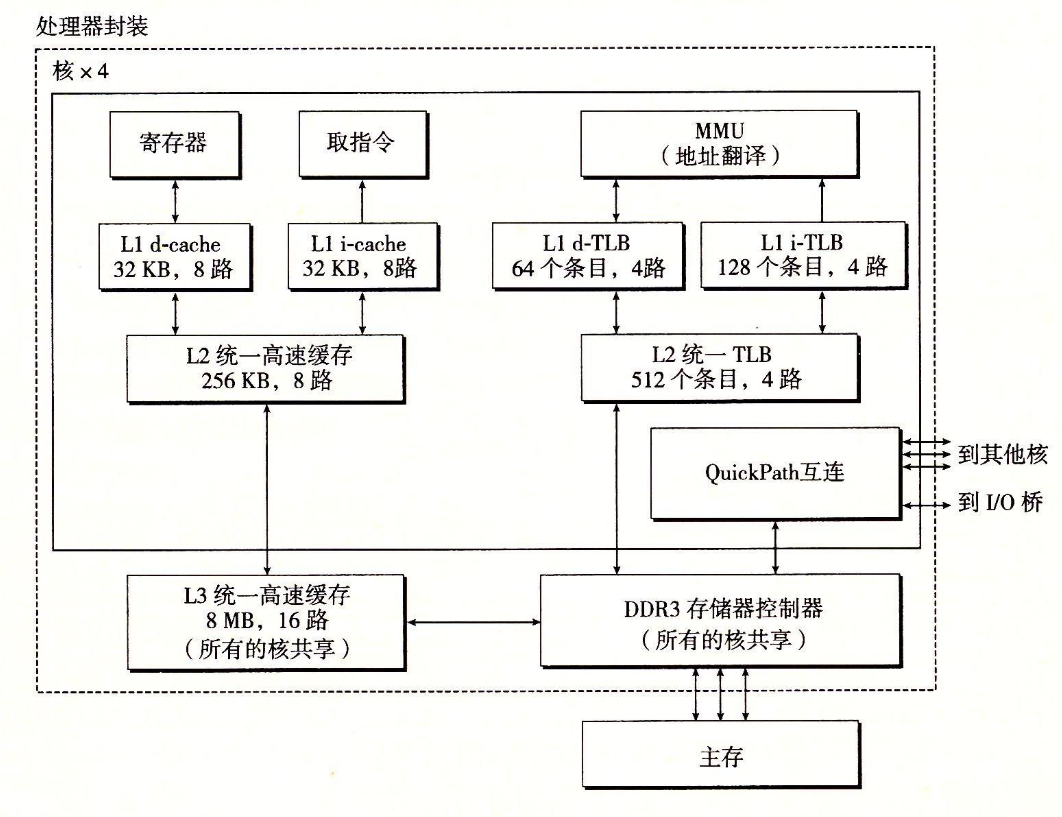 处理器封装
核×4
寄存器
取指令
MMU
（地址翻译）
L1 d-cache
32 KB，8 路
L1 i-cache
32 KB，8路
L1 d-TLB
64 个条目，4路
L1 i-TLB
128 个条目，4 路
L2 统一高速缓存
256 KB，8 路
L2 统一 TLB
512 个条目，4 路
QuickPath互连
到其他核
到 I/O 桥
L3 统一高速缓存
8 MB，16 路
（所有的核共享）
DDR3 存储器控制器
（所有的核共享）
主存